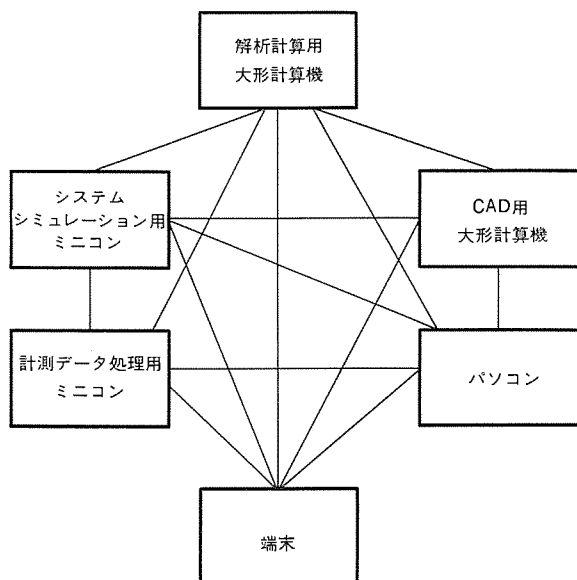 解析計算用
大形計算機
システム
シミュレーション用
ミニコン
CAD用
大形計算機
計測データ処理用
ミニコン
パソコン
端末